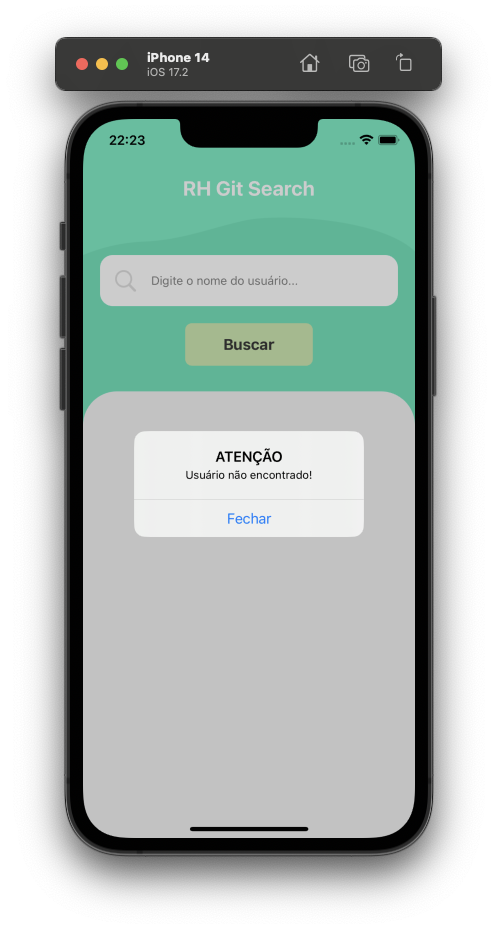 iPhone 14
iOS 17.2
22:23
RH Git Search
Digite o nome do usuário...
Buscar
ATENÇÃO
Usuário não encontrado!
Fechar